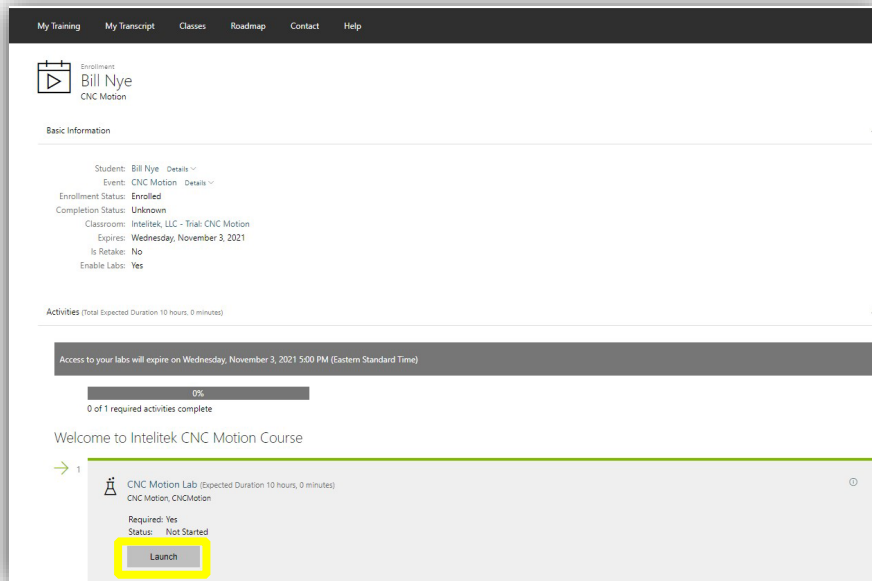 My Training My Transcript Classes Roadmap Contact Help
Enrollment
Bill Nye
CNC Motion
Basic Information
Student: Bill Nye Details
Event: CNC Motion Details
Enrollment Status: Enrolled
Completion Status: Unknown
Classroom: Intelitek, LLC - Trial: CNC Motion
Expires: Wednesday, November 3, 2021
Is Retake: No
Enable Labs: Yes
Activities (Total Expected Duration 10 hours, 0 minutes)
Access to your labs will expire on Wednesday, November 3, 2021 5:00 PM (Eastern Standard Time)
0%
0 of 1 required activities complete
Welcome to Intelitek CNC Motion Course
1
CNC Motion Lab (Expected Duration 10 hours, 0 minutes)
CNC Motion, CNCMotion
Required: Yes
Status: Not Started
Launch